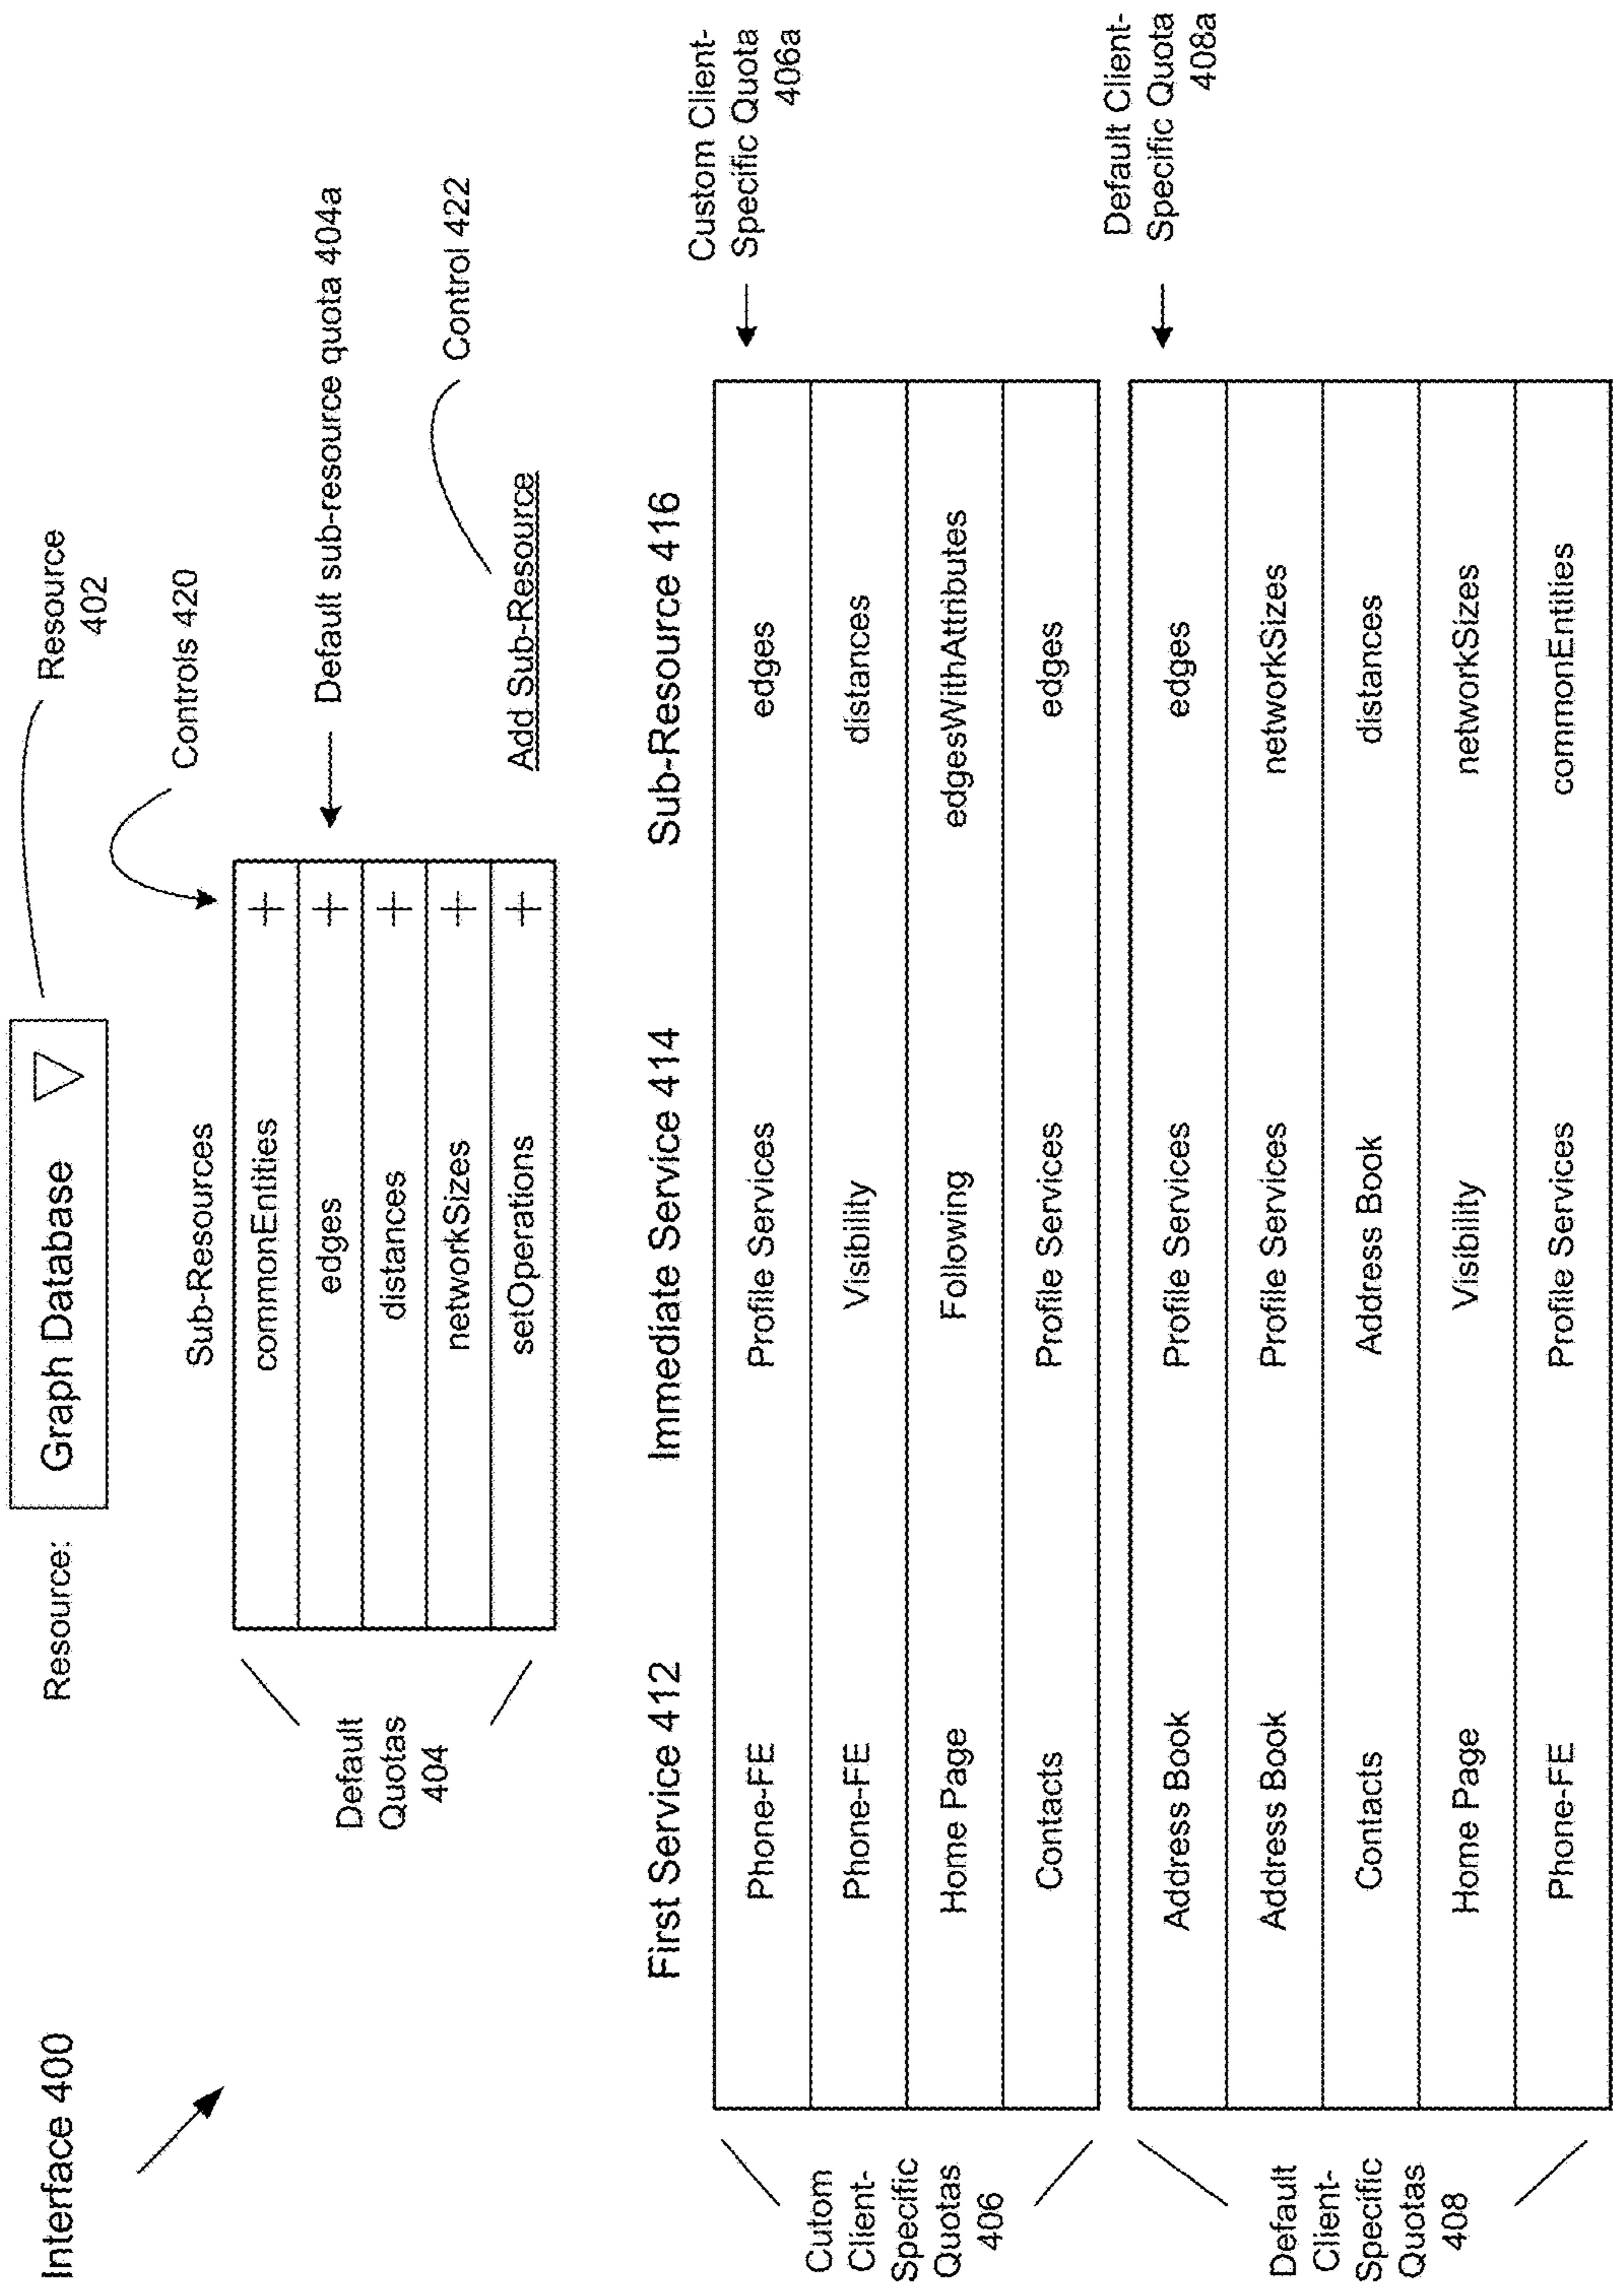 Interface 400
Resource:
Graph Database
Resource
402
Controls 420
Sub-Resources
commonEntities +
edges +
distances +
networkSizes +
setOperations +
Default
Quotas
404
Default sub-resource quota 404a
Control 422
Add Sub-Resource
First Service 412 Immediate Service 414 Sub-Resource 416
Phone-FE Profile Services edges
Phone-FE Visibility distances
Home Page Following edgesWithAttributes
Contacts Profile Services edges
Cutom
Client-
Specific
Quotas
406
Custom Client-
Specific Quota
406a
Address Book Profile Services edges
Address Book Profile Services networkSizes
Contacts Address Book distances
Home Page Visibility networkSizes
Phone-FE Profile Services commonEntities
Default
Client-
Specific
Quotas
408
Default Client-
Specific Quota
408a